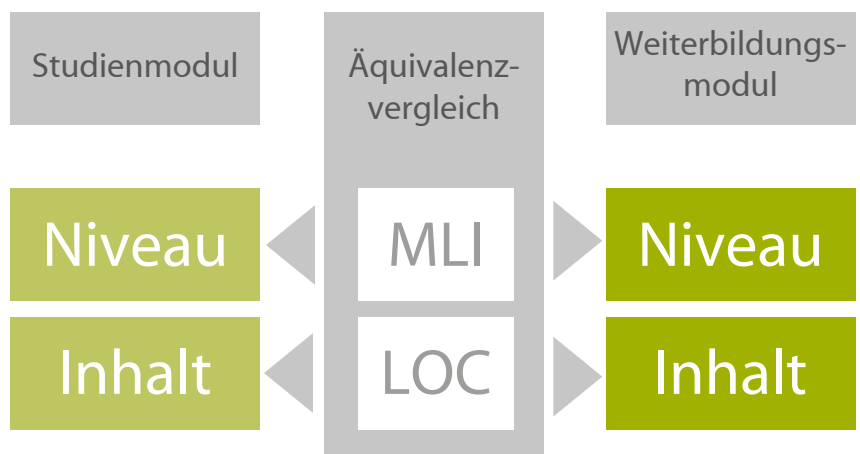 Studienmodul
Äquivalenz-
vergleich
Weiterbildungs-
modul
Niveau
MLI
Niveau
Inhalt
LOC
Inhalt